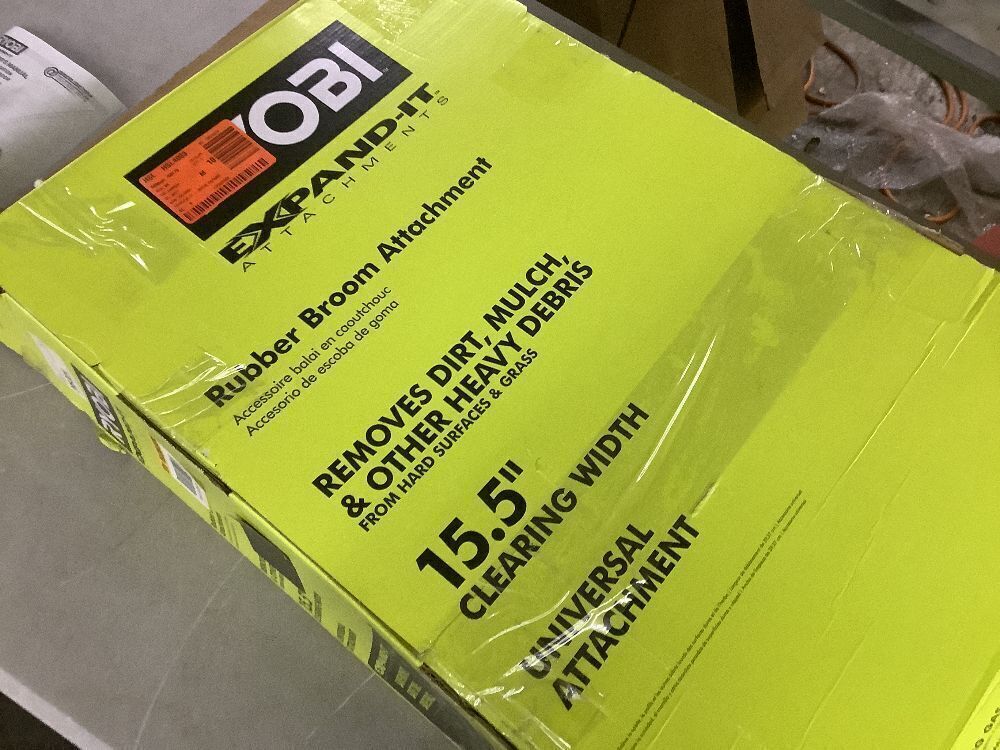 YOBI
EXPAND-IT
ATTACHMENTS
Rubber Broom Attachment
Accessoire balai en caoutchouc
Accesorio de escoba de goma
REMOVES DIRT, MULCH,
& OTHER HEAVY DEBRIS
FROM HARD SURFACES & GRASS
15.5"
CLEARING WIDTH
UNIVERSAL
ATTACHMENT
RYOBI